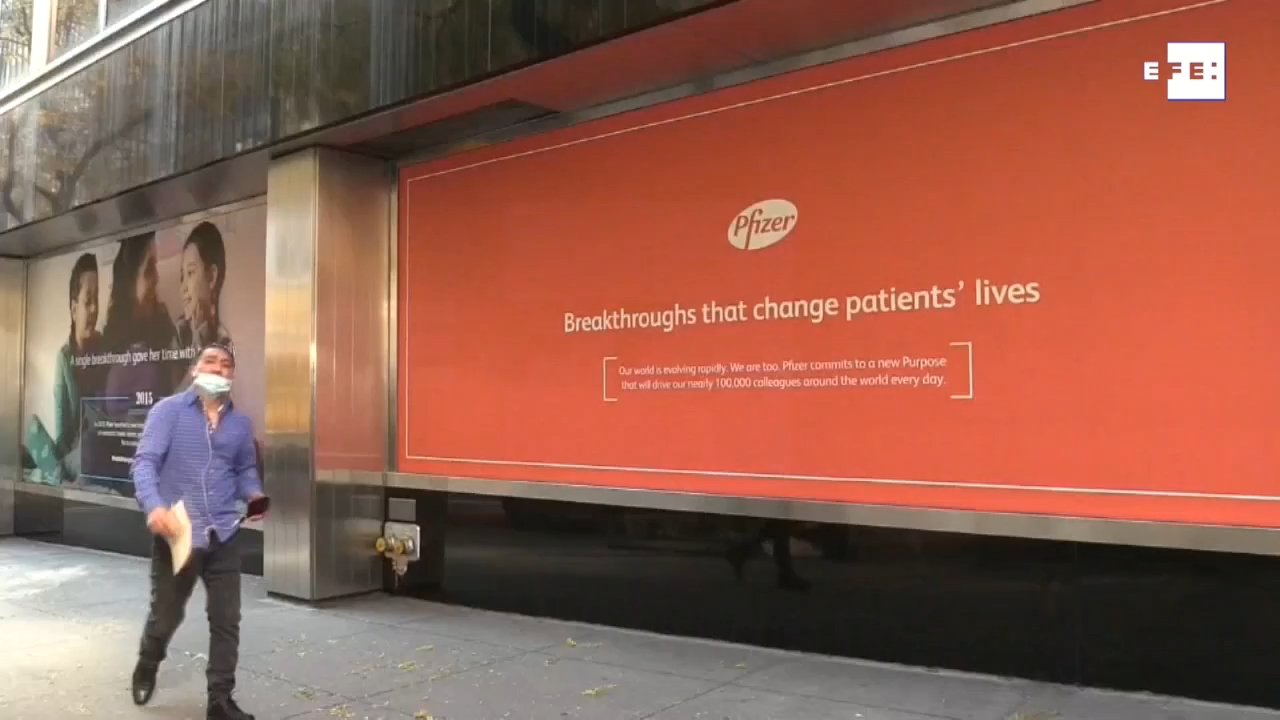 EFE:
Pfizer
Breakthroughs that change patients’ lives
Our world is evolving rapidly. We are too. Pfizer commits to a new Purpose
that will drive our nearly 100,000 colleagues around the world every day.
A single breakthrough gave her time with
2015